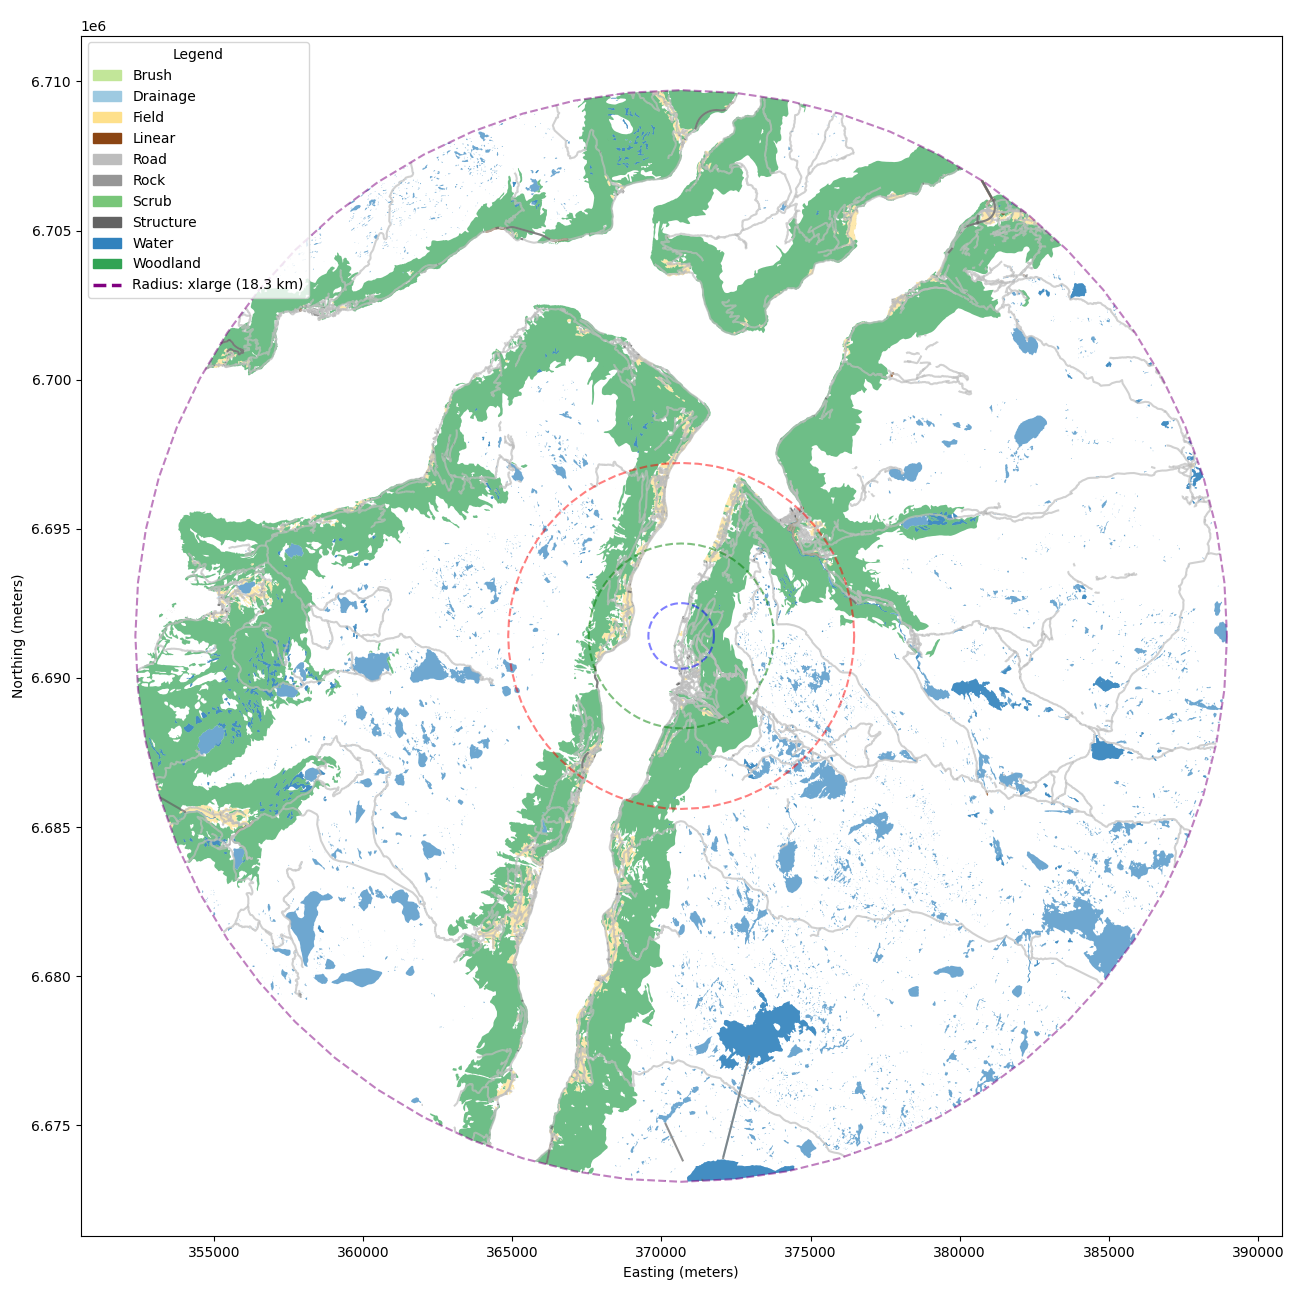 1e6
Legend
Brush
Drainage
Field
Linear
Road
Rock
Scrub
Structure
Water
Woodland
Radius: xlarge (18.3 km)
6.710
6.705
6.700
6.695
6.690
6.685
6.680
6.675
Northing (meters)
355000 360000 365000 370000 375000 380000 385000 390000
Easting (meters)